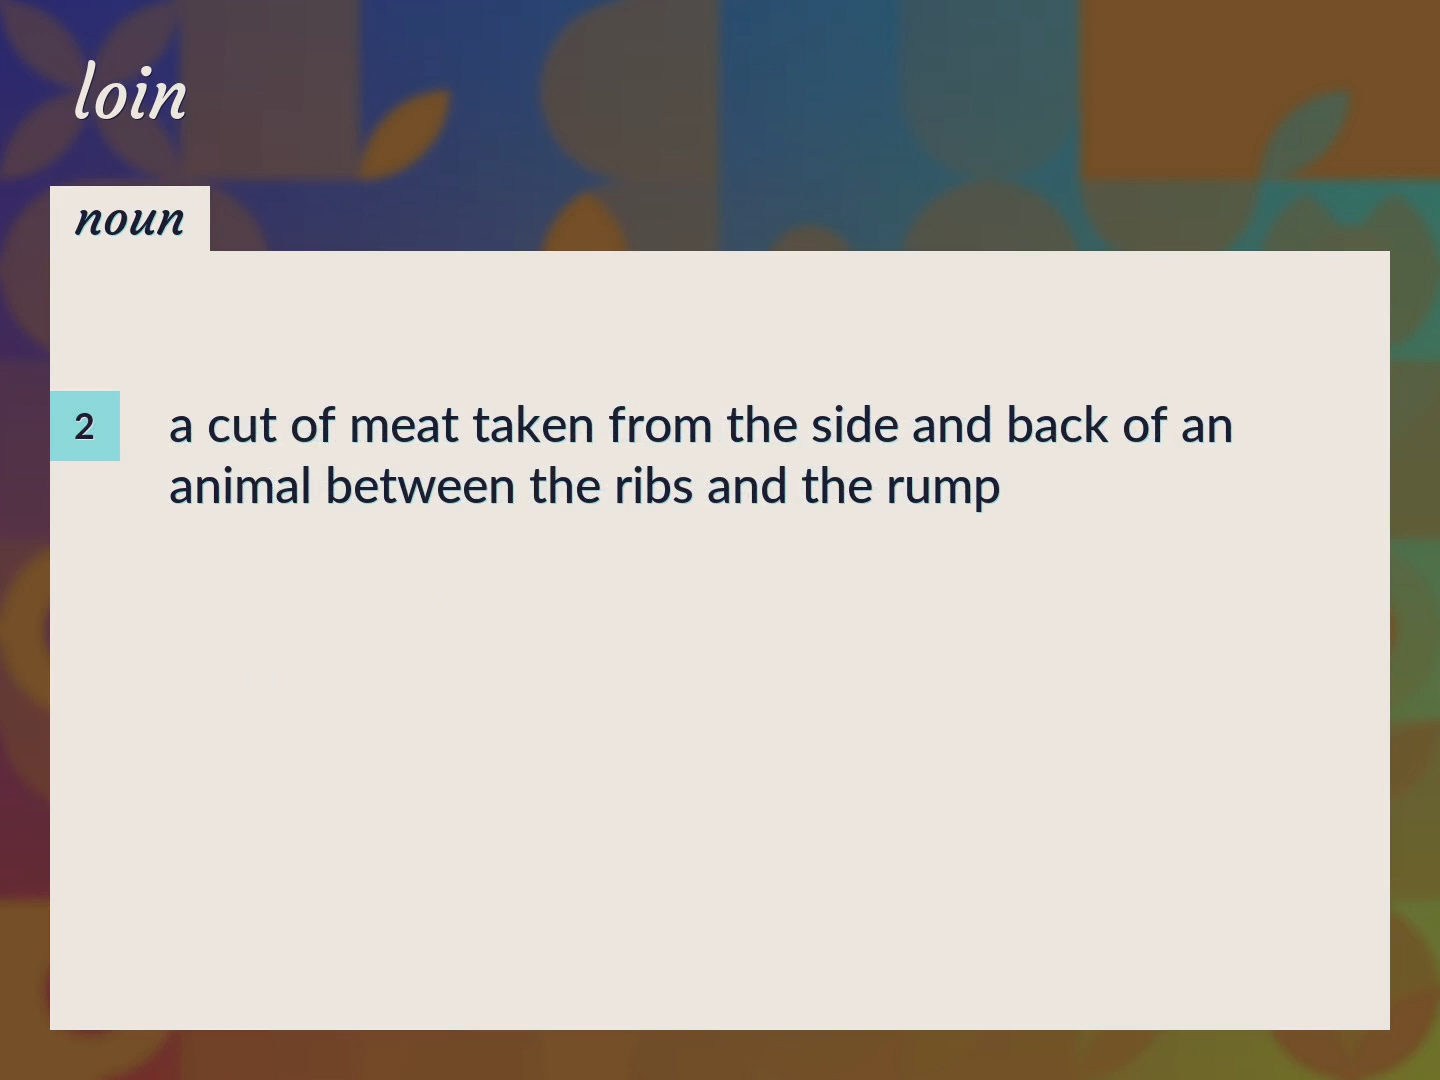 loin
noun
2
a cut of meat taken from the side and back of an
animal between the ribs and the rump